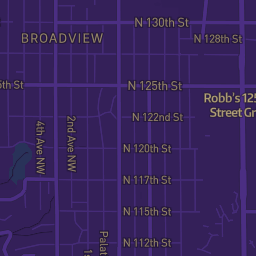 N 130th St
BROADVIEW
N 128th St
5th St
N 125th St
Robb's 125
Street Gr
N 122nd St
4th Ave NW
2nd Ave NW
N 120th St
N 117th St
N 115th St
Palat
N 112th St